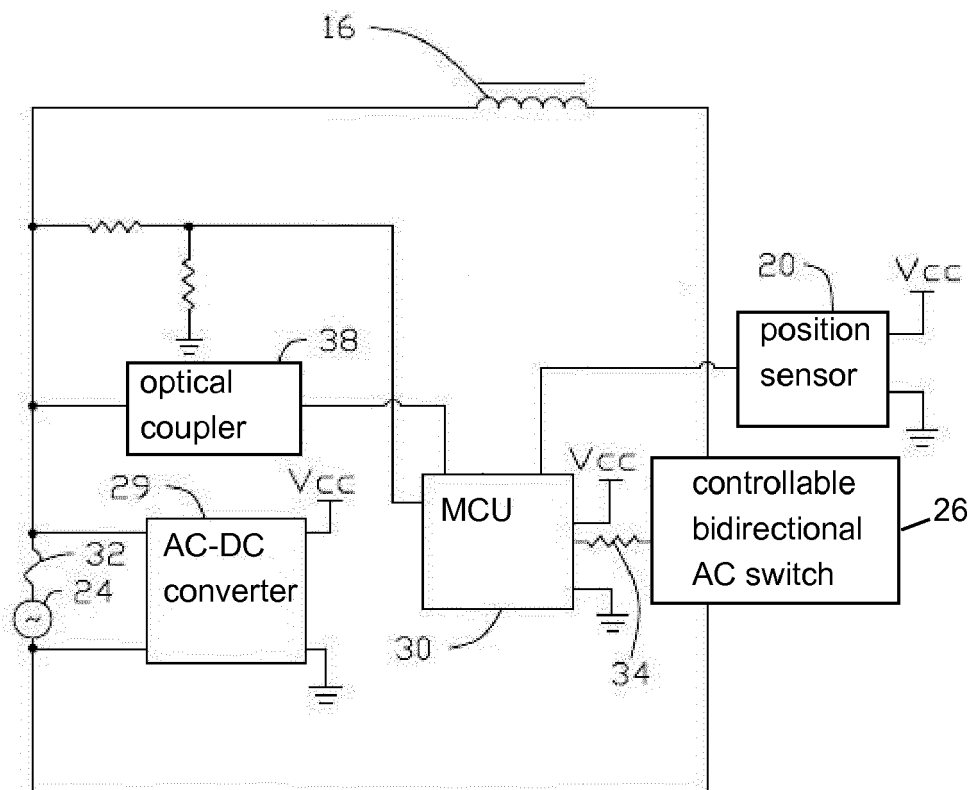 16
20
Vcc
position
sensor
38
optical
coupler
Vcc
Vcc
29
AC-DC
converter
32
24
MCU
30
34
controllable
bidirectional
AC switch
26
~